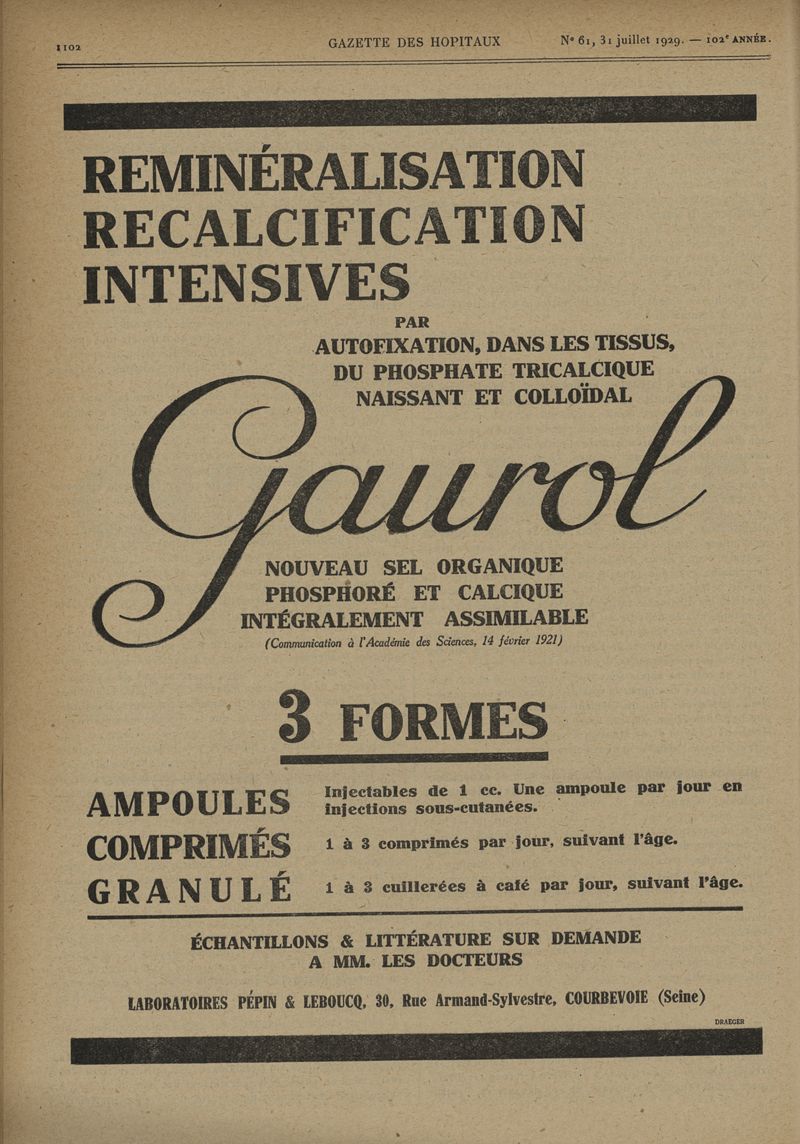 1102
GAZETTE DES HOPITAUX
Nº 61, 31 juillet 1929. — 102ᵉ ANNÉE.
REMINÉRALISATION
RECALCIFICATION
INTENSIVES
PAR
AUTOFIXATION, DANS LES TISSUS,
DU PHOSPHATE TRICALCIQUE
NAISSANT ET COLLOÏDAL
Gaurol
NOUVEAU SEL ORGANIQUE
PHOSPHORÉ ET CALCIQUE
INTÉGRALEMENT ASSIMILABLE
(Communication à l'Académie des Sciences, 14 février 1921)
3 FORMES
AMPOULES
Injectables de 1 cc. Une ampoule par jour en
injections sous-cutanées.
COMPRIMÉS
1 à 3 comprimés par jour, suivant l'âge.
GRANULÉ
1 à 3 cuillerées à café par jour, suivant l'âge.
ÉCHANTILLONS & LITTÉRATURE SUR DEMANDE
A MM. LES DOCTEURS
LABORATOIRES PÉPIN & LEBOUCQ, 30, Rue Armand-Sylvestre, COURBEVOIE (Seine)
DRAEGER